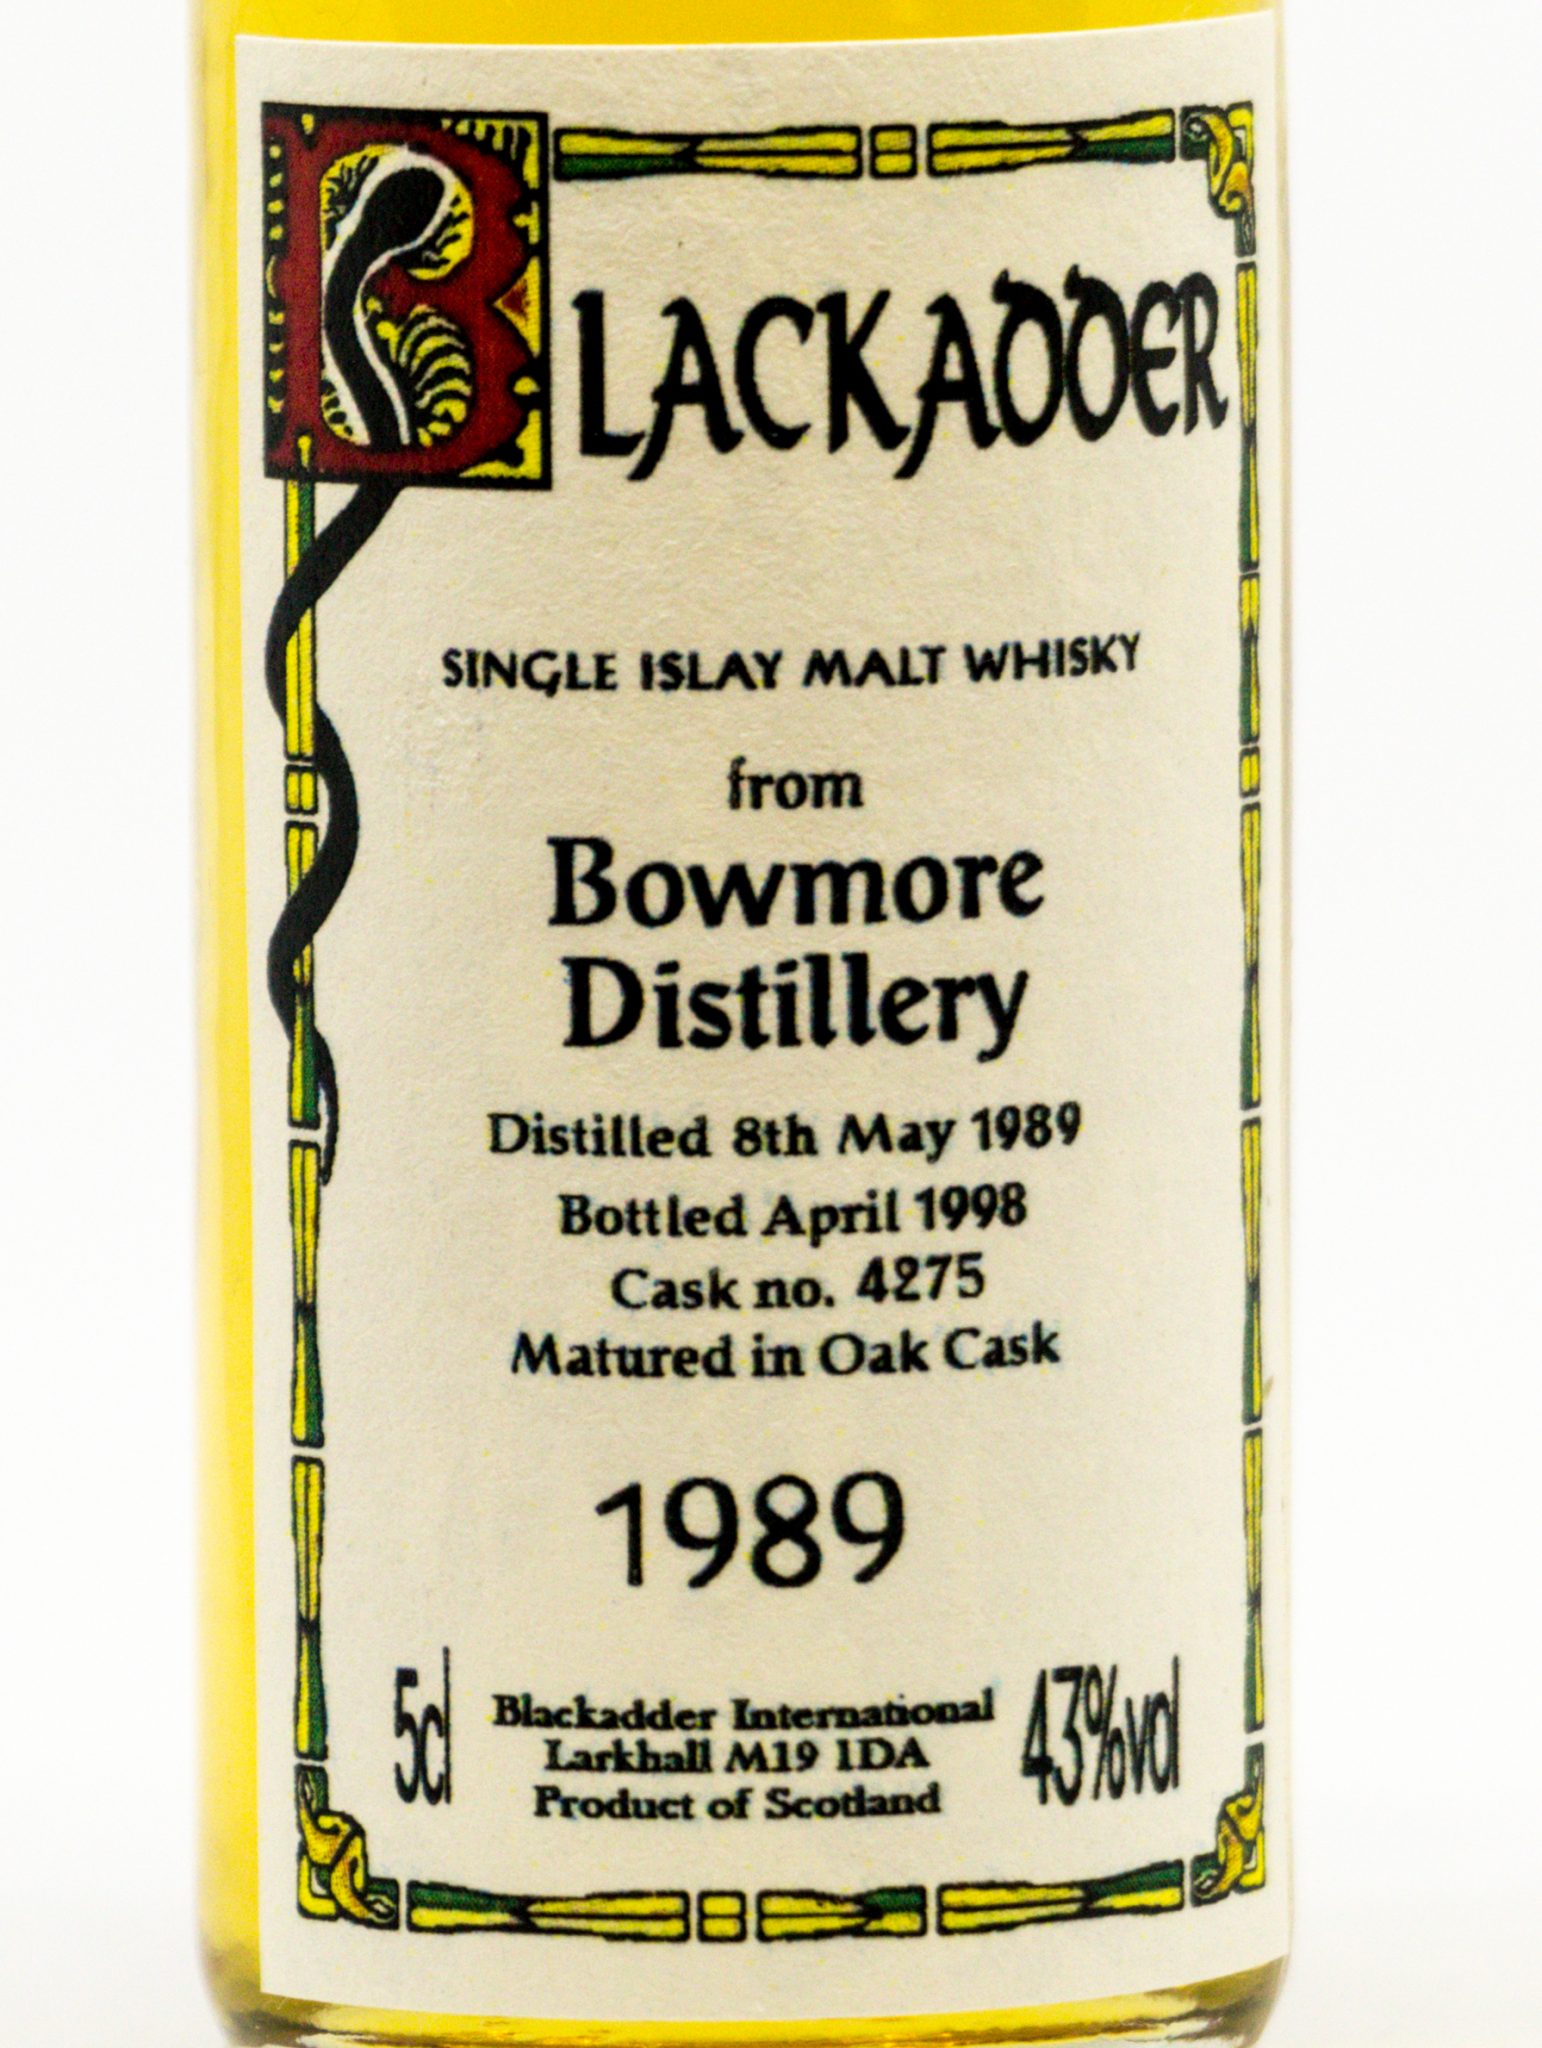 BLACKADDER
SINGLE ISLAY MALT WHISKY
from
Bowmore
Distillery
Distilled 8th May 1989
Bottled April 1998
Cask no. 4275
Matured in Oak Cask
1989
5cl
Blackadder International
Larkhall M19 1DA
Product of Scotland
43%vol